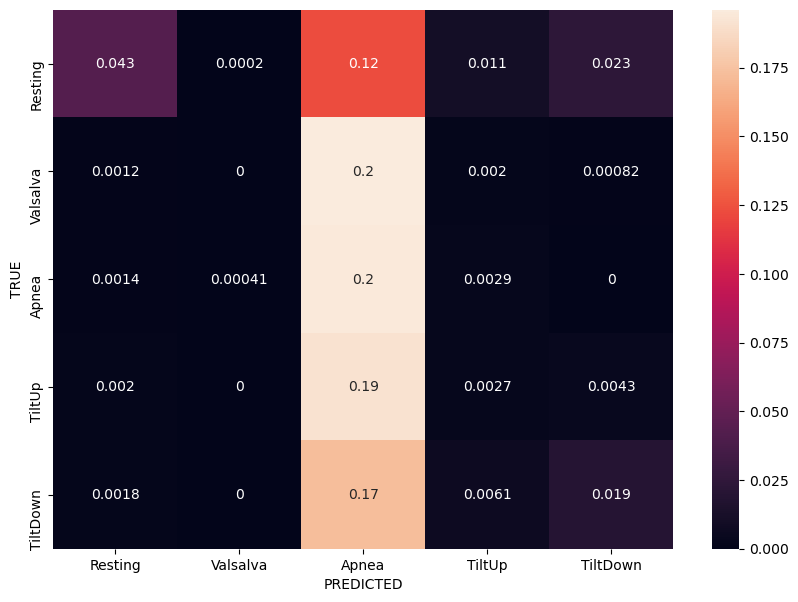 Resting 0.043 0.0002 0.12 0.011 0.023
Valsalva 0.0012 0 0.2 0.002 0.00082
Apnea 0.0014 0.00041 0.2 0.0029 0
TiltUp 0.002 0 0.19 0.0027 0.0043
TiltDown 0.0018 0 0.17 0.0061 0.019
TRUE
Resting Valsalva Apnea TiltUp TiltDown
PREDICTED
0.175
0.150
0.125
0.100
0.075
0.050
0.025
0.000